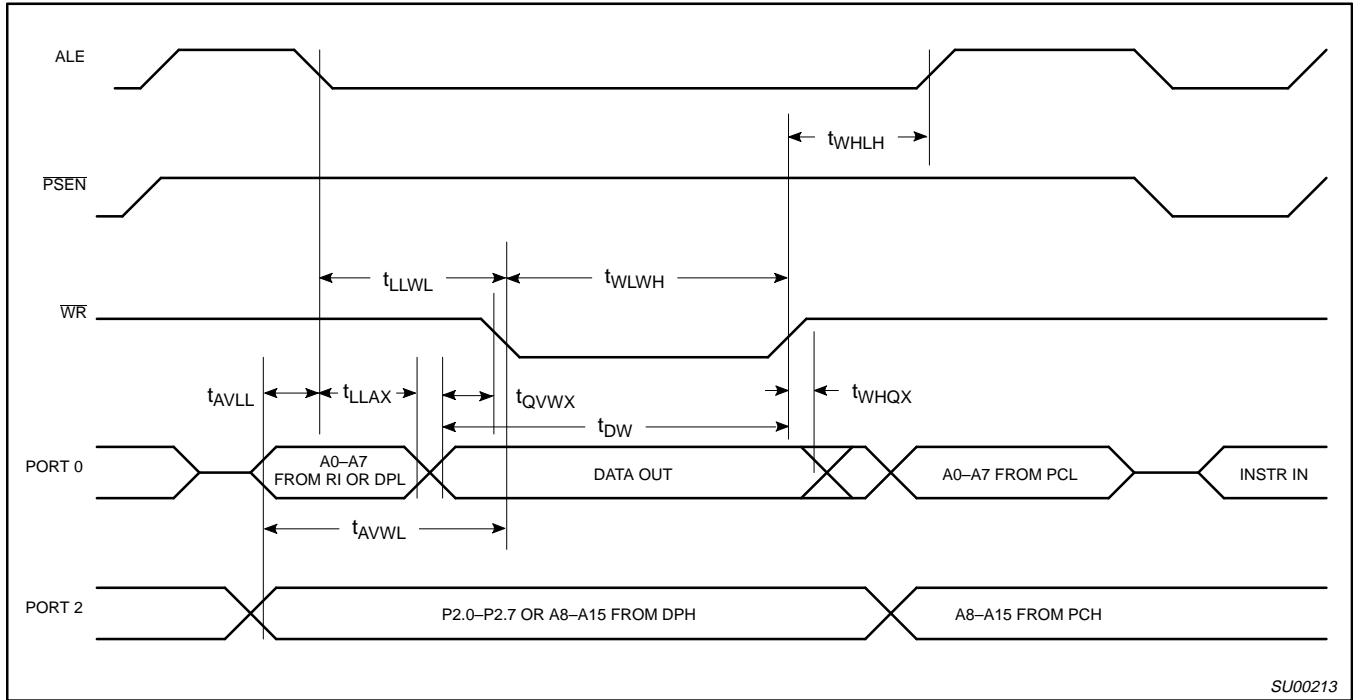 ALE
tWHLH
PSEN
tLLWL
tWLWH
WR
tAVLL
tLLAX
tQVWX
tWHQX
tDW
PORT 0
A0–A7
FROM RI OR DPL
DATA OUT
A0–A7 FROM PCL
INSTR IN
tAVWL
PORT 2
P2.0–P2.7 OR A8–A15 FROM DPH
A8–A15 FROM PCH
SU00213